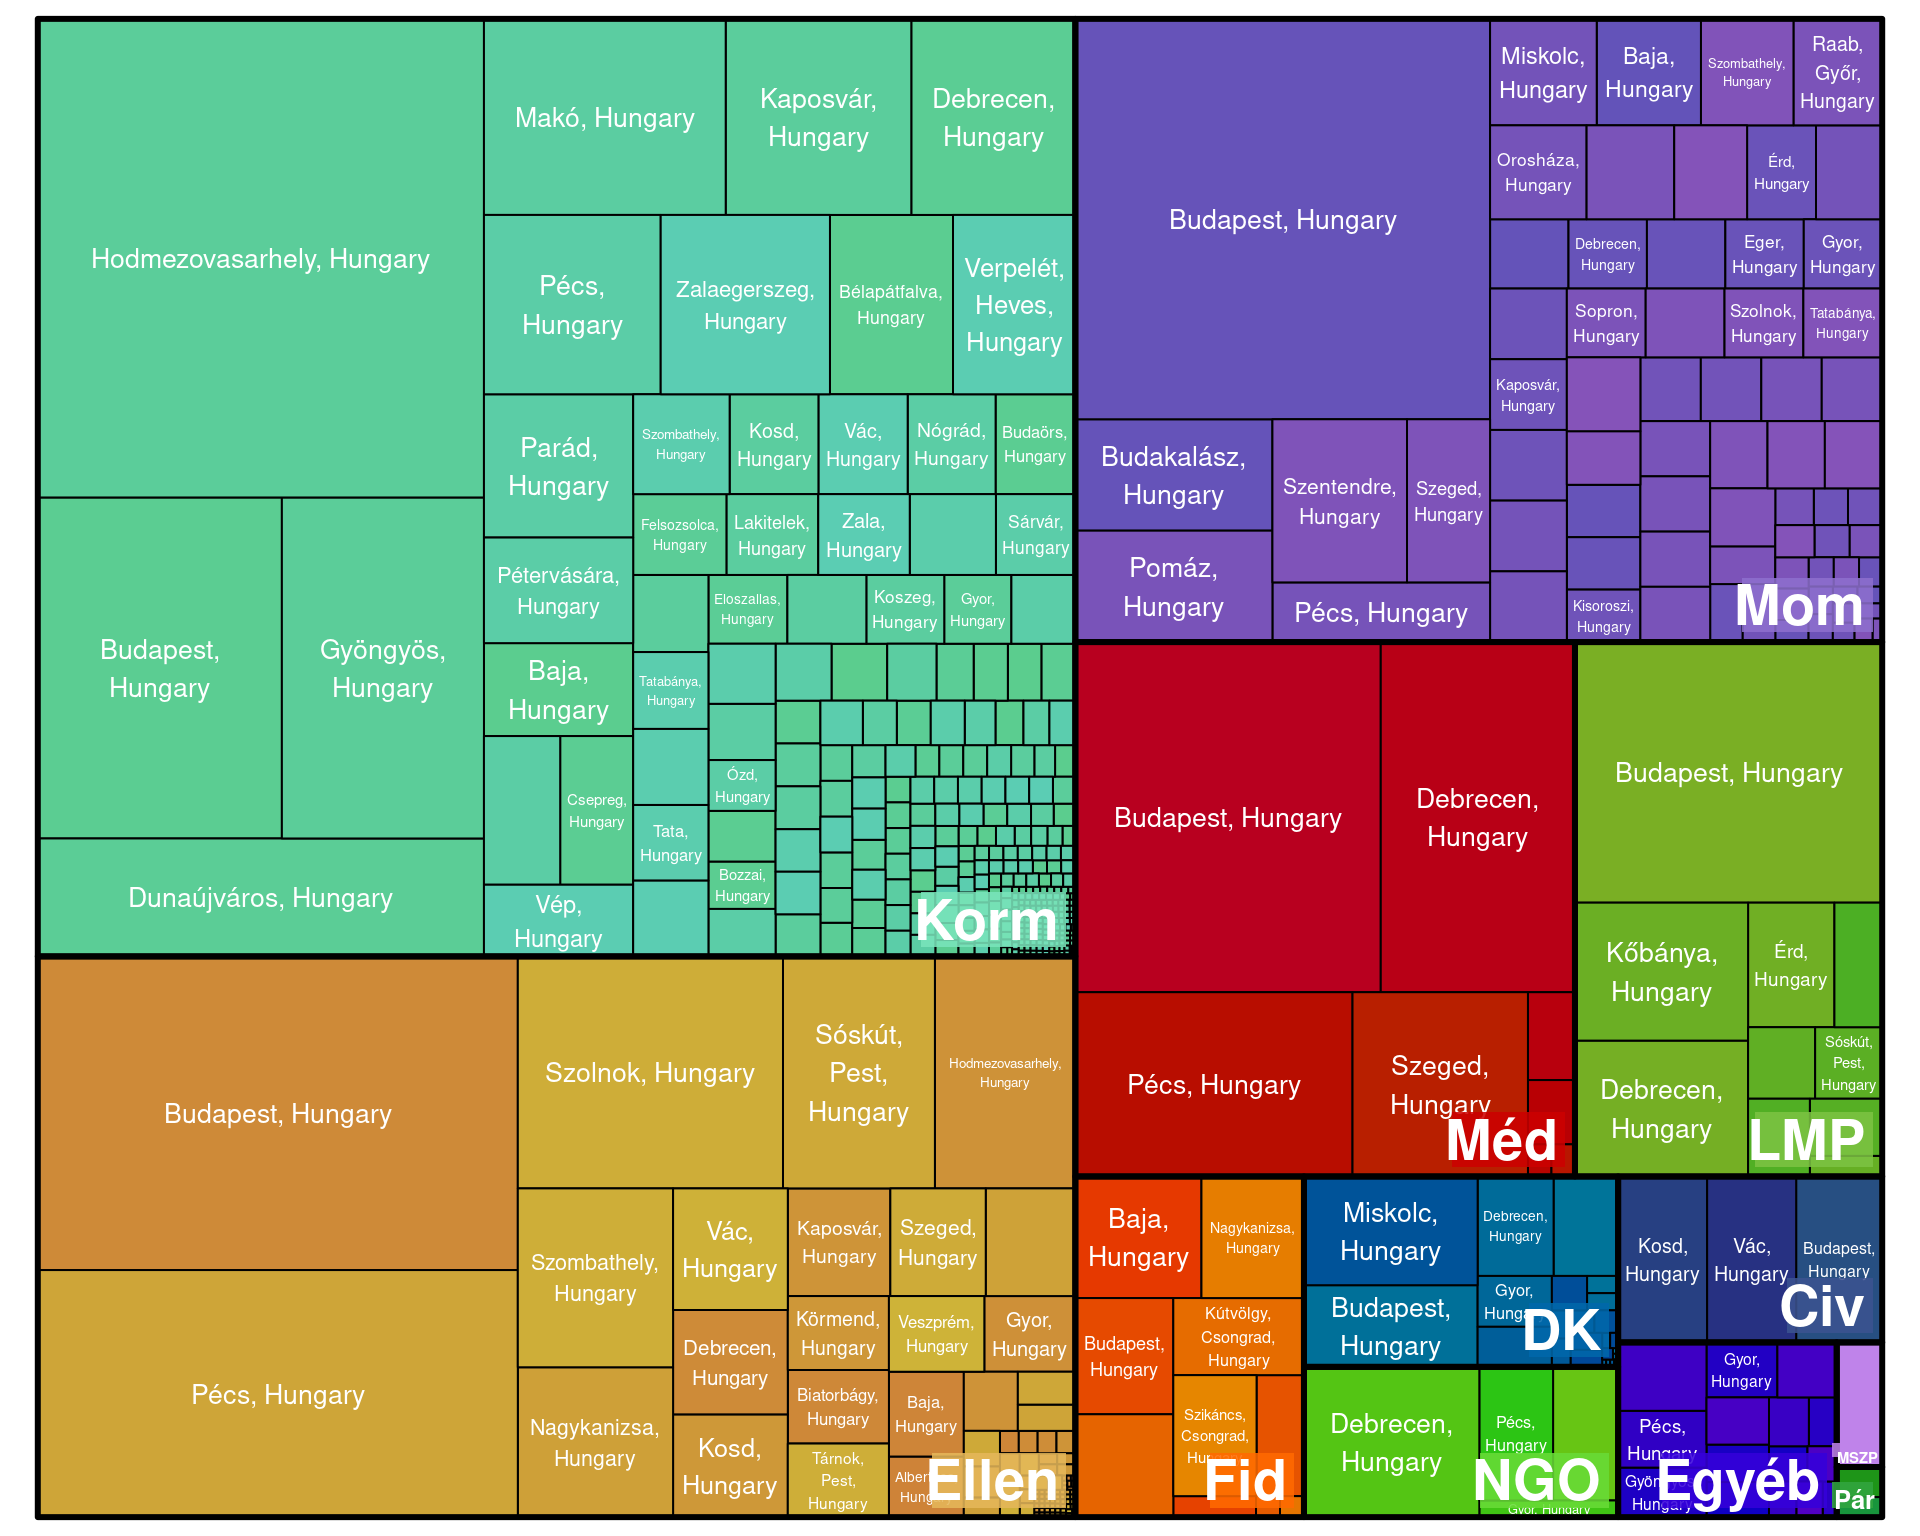 Hodmezovasarhely, Hungary
Makó, Hungary
Kaposvár,
Hungary
Debrecen,
Hungary
Pécs,
Hungary
Zalaegerszeg,
Hungary
Bélapátfalva,
Hungary
Verpelét,
Heves,
Hungary
Parád,
Hungary
Szombathely,
Hungary
Kosd,
Hungary
Vác,
Hungary
Nógrád,
Hungary
Budaörs,
Hungary
Felsozsolca,
Hungary
Lakitelek,
Hungary
Zala,
Hungary
Sárvár,
Hungary
Budapest,
Hungary
Gyöngyös,
Hungary
Pétervására,
Hungary
Eloszallas,
Hungary
Koszeg,
Hungary
Gyor,
Hungary
Baja,
Hungary
Tatabánya,
Hungary
Csepreg,
Hungary
Ózd,
Hungary
Tata,
Hungary
Bozzai,
Hungary
Dunaújváros, Hungary
Vép,
Hungary
Korm
Budapest, Hungary
Miskolc,
Hungary
Baja,
Hungary
Szombathely,
Hungary
Raab,
Győr,
Hungary
Orosháza,
Hungary
Érd,
Hungary
Debrecen,
Hungary
Eger,
Hungary
Gyor,
Hungary
Sopron,
Hungary
Szolnok,
Hungary
Tatabánya,
Hungary
Kaposvár,
Hungary
Budakalász,
Hungary
Szentendre,
Hungary
Szeged,
Hungary
Pomáz,
Hungary
Pécs, Hungary
Kisoroszi,
Hungary
Mom
Budapest, Hungary
Szolnok, Hungary
Sóskút,
Pest,
Hungary
Hodmezovasarhely,
Hungary
Pécs, Hungary
Szombathely,
Hungary
Vác,
Hungary
Kaposvár,
Hungary
Szeged,
Hungary
Debrecen,
Hungary
Körmend,
Hungary
Veszprém,
Hungary
Gyor,
Hungary
Nagykanizsa,
Hungary
Kosd,
Hungary
Biatorbágy,
Hungary
Baja,
Hungary
Tárnok,
Pest,
Hungary
Ellen
Budapest, Hungary
Debrecen,
Hungary
Pécs, Hungary
Szeged,
Hungary
Méd
Budapest, Hungary
Kőbánya,
Hungary
Érd,
Hungary
Debrecen,
Hungary
Sóskút,
Pest,
Hungary
LMP
Baja,
Hungary
Nagykanizsa,
Hungary
Budapest,
Hungary
Kútvölgy,
Csongrad,
Hungary
Szikáncs,
Csongrad,
Fid
Miskolc,
Hungary
Debrecen,
Hungary
Budapest,
Hungary
Gyor,
Hungary
DK
Kosd,
Hungary
Vác,
Hungary
Budapest,
Hungary
Civ
Debrecen,
Hungary
Pécs,
Hungary
Gyor, Hungary
NGO
Gyor,
Hungary
Pécs,
Hungary
Gyöngyös,
Hungary
Egyéb
MSZP
Pár